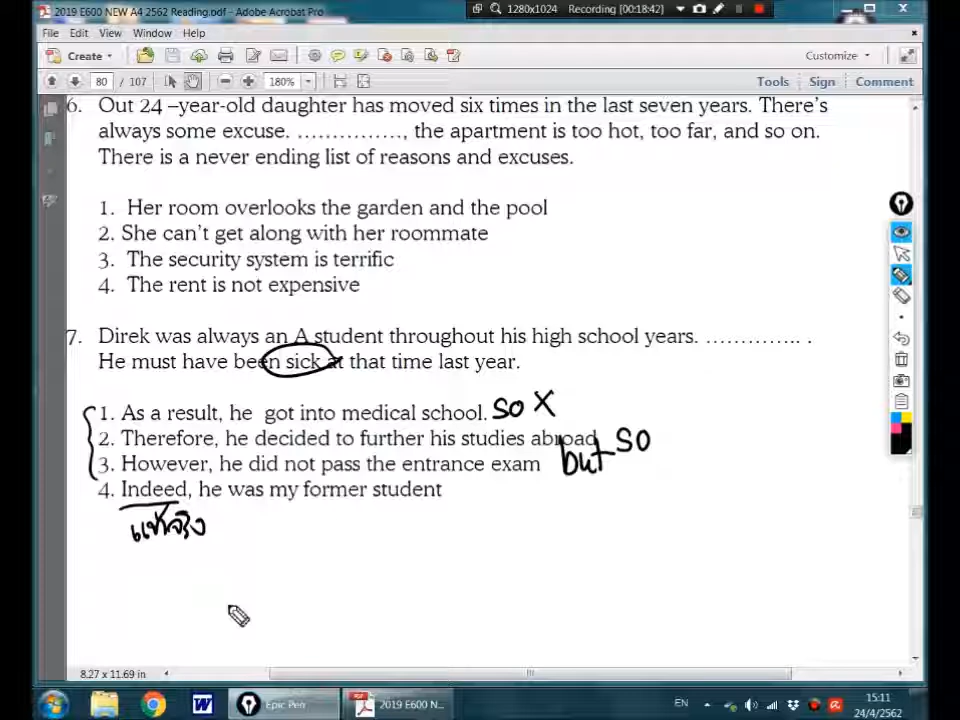 2019 E600 NEW A4 2562 Reading.pdf - Adobe Acrobat Pro
1280x1024 Recording [00:18:42]
File Edit View Window Help
Create Customize
80 / 107 180% Tools Sign Comment
6. Out 24 –year-old daughter has moved six times in the last seven years. There's
always some excuse. ……………, the apartment is too hot, too far, and so on.
There is a never ending list of reasons and excuses.
1. Her room overlooks the garden and the pool
2. She can't get along with her roommate
3. The security system is terrific
4. The rent is not expensive
7. Direk was always an A student throughout his high school years. ………….. .
He must have been sick at that time last year.
1. As a result, he got into medical school. so X
2. Therefore, he decided to further his studies abroad so
3. However, he did not pass the entrance exam but
4. Indeed, he was my former student
แท้จริง
8.27 x 11.69 in
Epic Pen 2019 E600 N... EN 15:11
24/4/2562